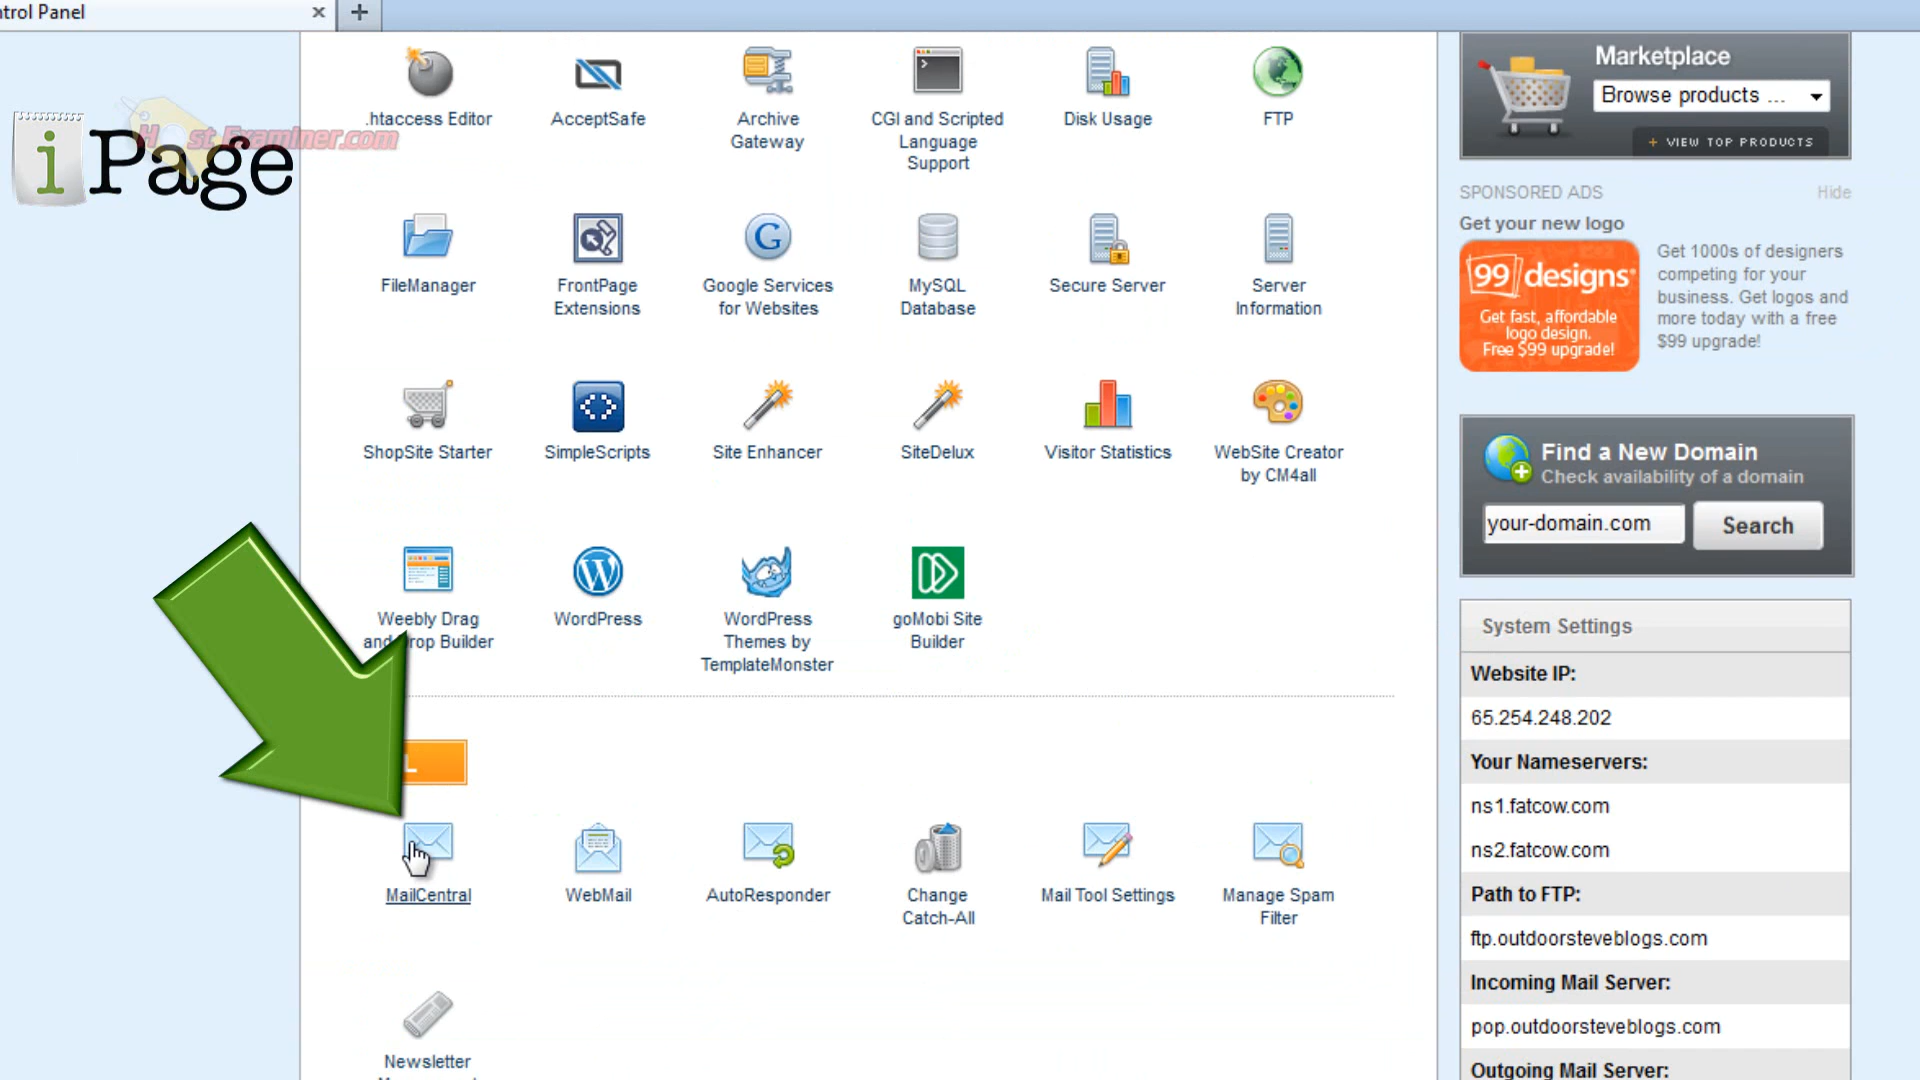 ntrol Panel
iPage
Host Examiner.com
.htaccess Editor
AcceptSafe
Archive
Gateway
CGI and Scripted
Language
Support
Disk Usage
FTP
FileManager
FrontPage
Extensions
Google Services
for Websites
MySQL
Database
Secure Server
Server
Information
ShopSite Starter
SimpleScripts
Site Enhancer
SiteDelux
Visitor Statistics
WebSite Creator
by CM4all
Weebly Drag
and Drop Builder
WordPress
WordPress
Themes by
TemplateMonster
goMobi Site
Builder
L
MailCentral
WebMail
AutoResponder
Change
Catch-All
Mail Tool Settings
Manage Spam
Filter
Newsletter
Marketplace
Browse products ...
+ VIEW TOP PRODUCTS
SPONSORED ADS
Hide
Get your new logo
99designs
Get fast, affordable
logo design.
Free $99 upgrade!
Get 1000s of designers
competing for your
business. Get logos and
more today with a free
$99 upgrade!
Find a New Domain
Check availability of a domain
your-domain.com
Search
System Settings
Website IP:
65.254.248.202
Your Nameservers:
ns1.fatcow.com
ns2.fatcow.com
Path to FTP:
ftp.outdoorsteveblogs.com
Incoming Mail Server:
pop.outdoorsteveblogs.com
Outgoing Mail Server: